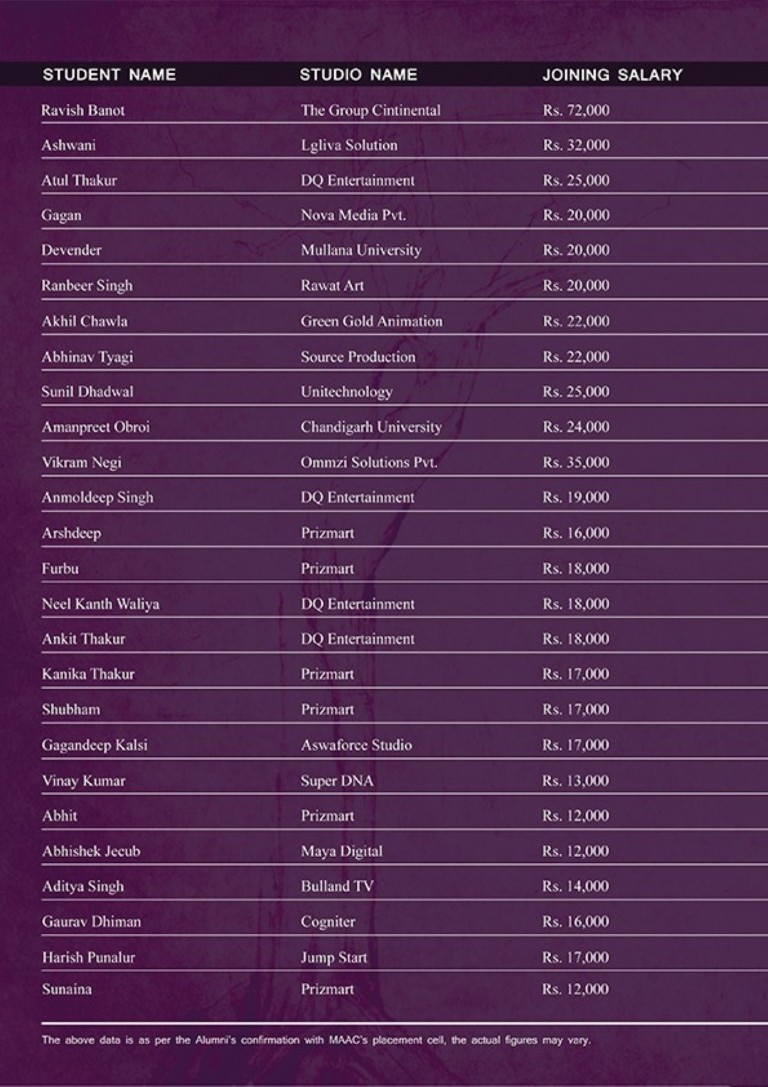 STUDENT NAME STUDIO NAME JOINING SALARY
Ravish Banot The Group Cintinental Rs. 72,000
Ashwani Lgliva Solution Rs. 32,000
Atul Thakur DQ Entertainment Rs. 25,000
Gagan Nova Media Pvt. Rs. 20,000
Devender Mullana University Rs. 20,000
Ranbeer Singh Rawat Art Rs. 20,000
Akhil Chawla Green Gold Animation Rs. 22,000
Abhinav Tyagi Source Production Rs. 22,000
Sunil Dhadwal Unitechnology Rs. 25,000
Amanpreet Obroi Chandigarh University Rs. 24,000
Vikram Negi Ommzi Solutions Pvt. Rs. 35,000
Anmoldeep Singh DQ Entertainment Rs. 19,000
Arshdeep Prizmart Rs. 16,000
Furbu Prizmart Rs. 18,000
Neel Kanth Waliya DQ Entertainment Rs. 18,000
Ankit Thakur DQ Entertainment Rs. 18,000
Kanika Thakur Prizmart Rs. 17,000
Shubham Prizmart Rs. 17,000
Gagandeep Kalsi Aswaforce Studio Rs. 17,000
Vinay Kumar Super DNA Rs. 13,000
Abhit Prizmart Rs. 12,000
Abhishek Jecub Maya Digital Rs. 12,000
Aditya Singh Bulland TV Rs. 14,000
Gaurav Dhiman Cogniter Rs. 16,000
Harish Punalur Jump Start Rs. 17,000
Sunaina Prizmart Rs. 12,000
The above data is as per the Alumni's confirmation with MAAC's placement cell, the actual figures may vary.